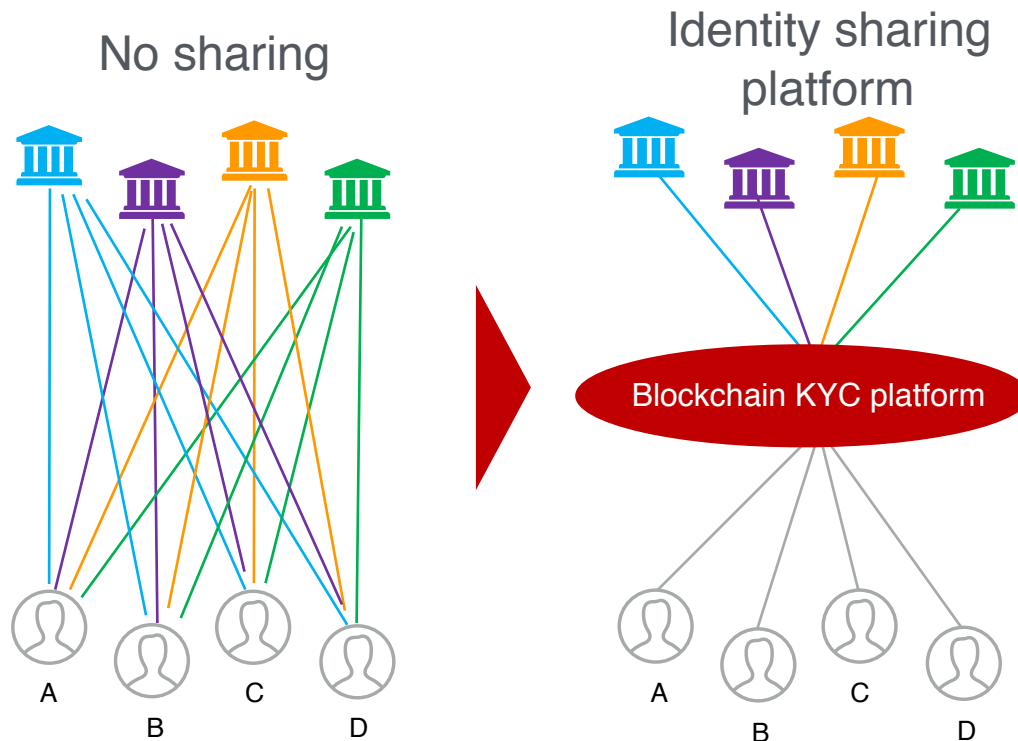 No sharing
Identity sharing
platform
Blockchain KYC platform
A
B
C
D
A
B
C
D